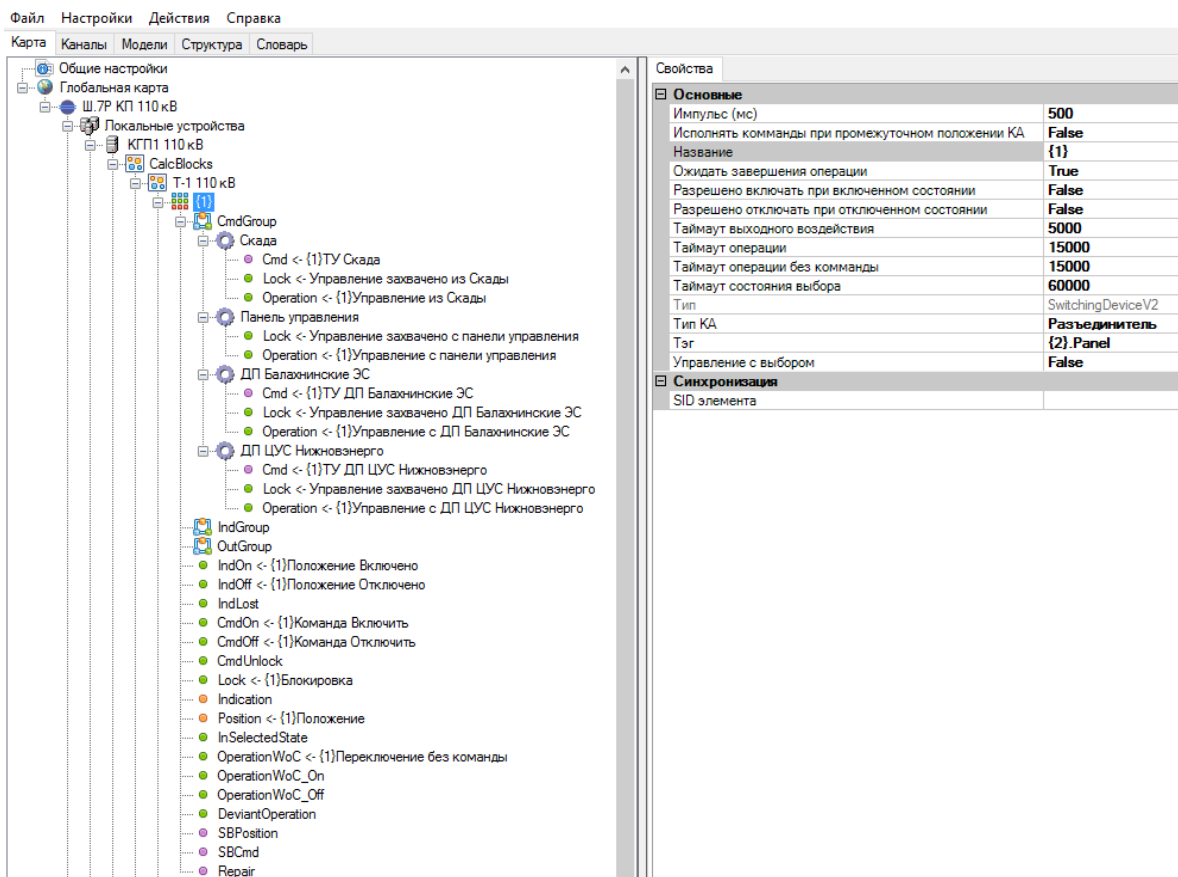 Файл Настройки Действия Справка
Карта Каналы Модели Структура Словарь
Общие настройки
Глобальная карта
Ш.7Р КП 110 кВ
Локальные устройства
КГП1 110 кВ
CalcBlocks
Т-1 110 кВ
{1}
CmdGroup
Скада
Cmd <- {1}ТУ Скада
Lock <- Управление захвачено из Скады
Operation <- {1}Управление из Скады
Панель управления
Lock <- Управление захвачено с панели управления
Operation <- {1}Управление с панели управления
ДП Балахнинские ЭС
Cmd <- {1}ТУ ДП Балахнинские ЭС
Lock <- Управление захвачено ДП Балахнинские ЭС
Operation <- {1}Управление с ДП Балахнинские ЭС
ДП ЦУС Нижновэнерго
Cmd <- {1}ТУ ДП ЦУС Нижновэнерго
Lock <- Управление захвачено ДП ЦУС Нижновэнерго
Operation <- {1}Управление с ДП ЦУС Нижновэнерго
IndGroup
OutGroup
IndOn <- {1}Положение Включено
IndOff <- {1}Положение Отключено
IndLost
CmdOn <- {1}Команда Включить
CmdOff <- {1}Команда Отключить
CmdUnlock
Lock <- {1}Блокировка
Indication
Position <- {1}Положение
InSelectedState
OperationWoC <- {1}Переключение без команды
OperationWoC_On
OperationWoC_Off
DeviantOperation
SBPosition
SBCmd
Repair
Свойства
Основные
Импульс (мс) 500
Исполнять комманды при промежуточном положении КА False
Название {1}
Ожидать завершения операции True
Разрешено включать при включенном состоянии False
Разрешено отключать при отключенном состоянии False
Таймаут выходного воздействия 5000
Таймаут операции 15000
Таймаут операции без комманды 15000
Таймаут состояния выбора 60000
Тип SwitchingDeviceV2
Тип КА Разъединитель
Тэг {2}.Panel
Управление с выбором False
Синхронизация
SID элемента